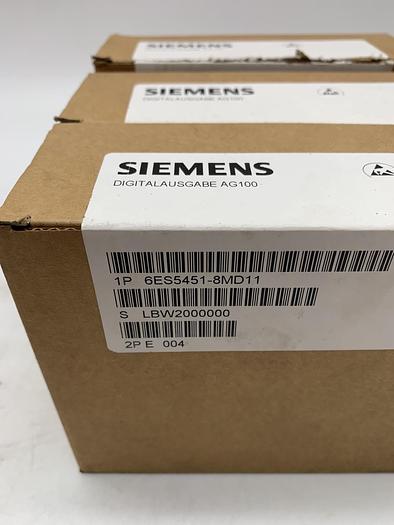 SIEMENS
SIEMENS
DIGITALAUSGABE AG100
SIEMENS
DIGITALAUSGABE AG100
1P 6ES5451-8MD11
S LBW2000000
2P E 004